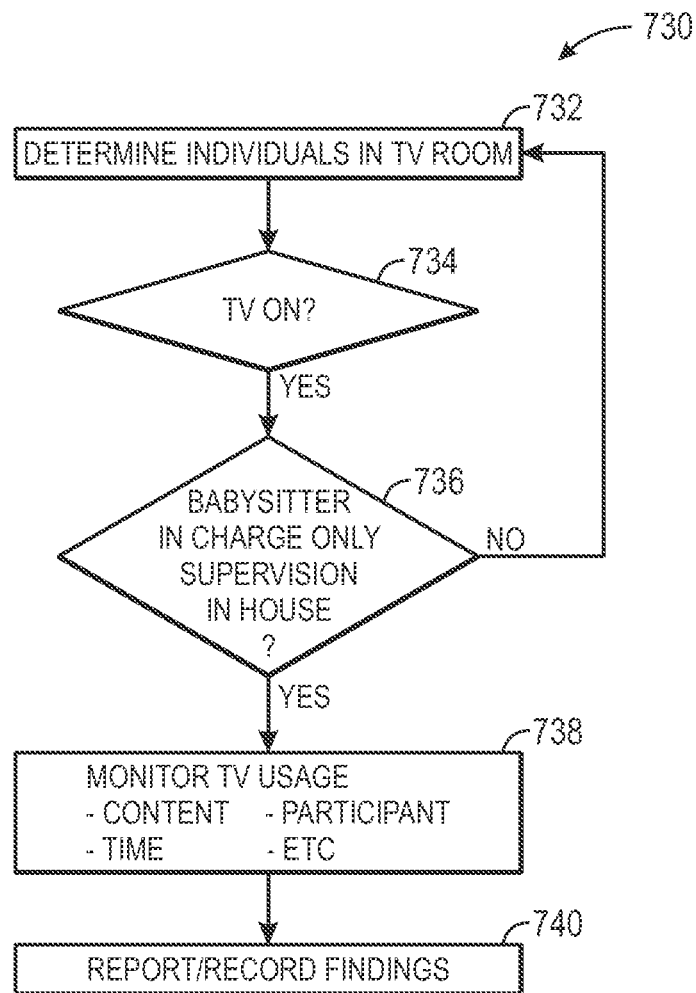 730
732
DETERMINE INDIVIDUALS IN TV ROOM
734
TV ON?
YES
736
BABYSITTER
IN CHARGE ONLY
SUPERVISION
IN HOUSE
?
NO
YES
738
MONITOR TV USAGE
- CONTENT - PARTICIPANT
- TIME - ETC
740
REPORT/RECORD FINDINGS